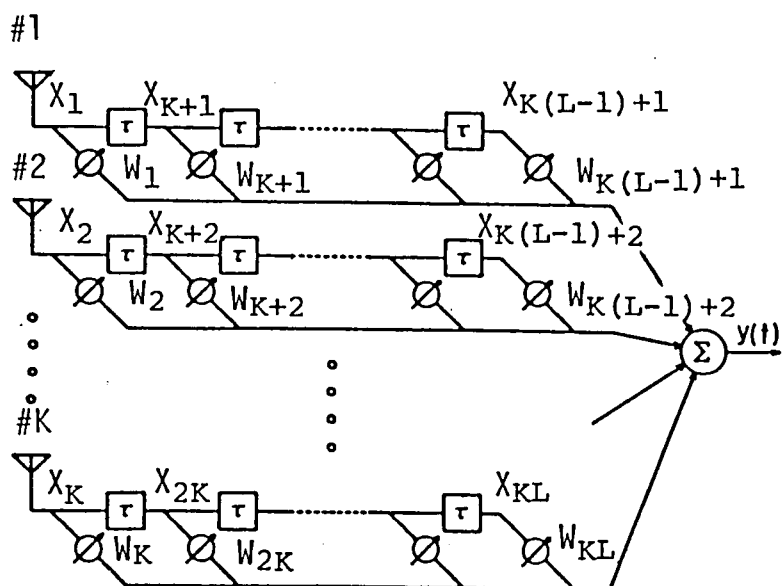 #1
X1 XK+1 XK(L-1)+1
τ τ τ
W1 WK+1 WK(L-1)+1
#2
X2 XK+2 XK(L-1)+2
τ τ τ
W2 WK+2 WK(L-1)+2
Σ y(t)
#K
XK X2K XKL
τ τ τ
WK W2K WKL